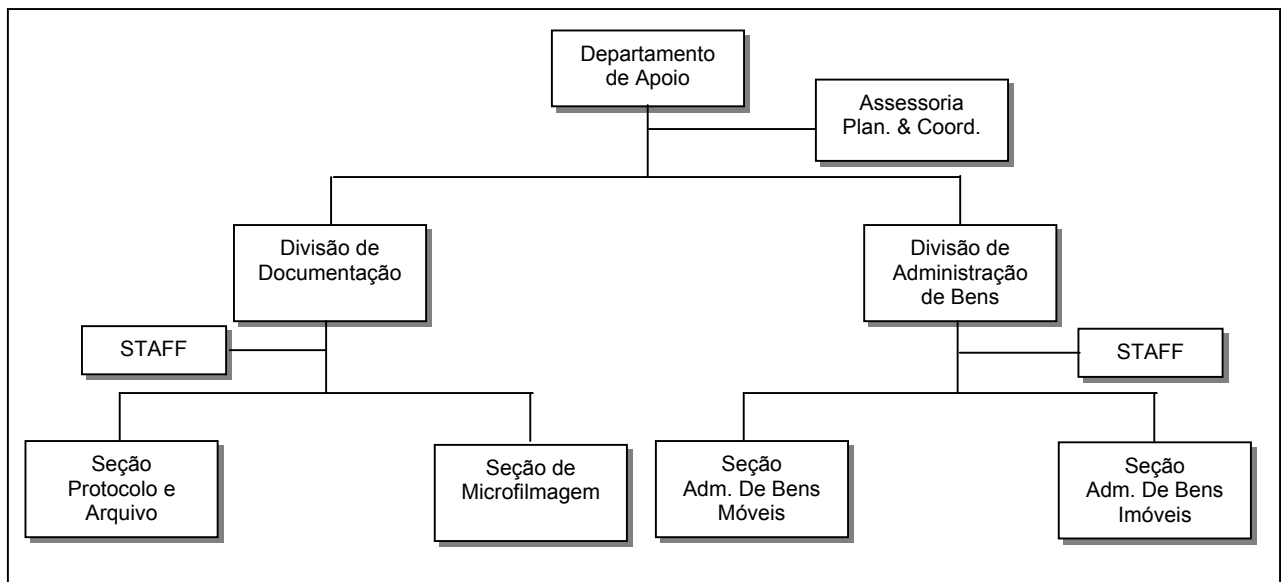 Departamento
de Apoio
Assessoria
Plan. & Coord.
Divisão de
Documentação
Divisão de
Administração
de Bens
STAFF
STAFF
Seção
Protocolo e
Arquivo
Seção de
Microfilmagem
Seção
Adm. De Bens
Móveis
Seção
Adm. De Bens
Imóveis